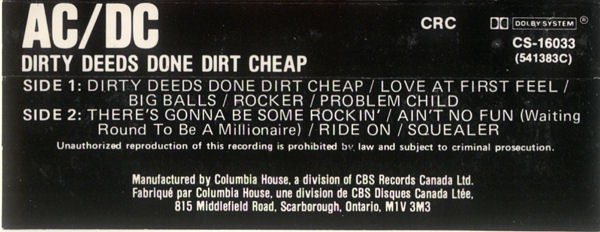 AC/DC
CRC DOLBY SYSTEM ®
CS-16033
(541383C)
DIRTY DEEDS DONE DIRT CHEAP
SIDE 1: DIRTY DEEDS DONE DIRT CHEAP / LOVE AT FIRST FEEL /
BIG BALLS / ROCKER / PROBLEM CHILD
SIDE 2: THERE'S GONNA BE SOME ROCKIN' / AIN'T NO FUN (Waiting
Round To Be A Millionaire) / RIDE ON / SQUEALER
Unauthorized reproduction of this recording is prohibited by law and subject to criminal prosecution.
Manufactured by Columbia House, a division of CBS Records Canada Ltd.
Fabriqué par Columbia House, une division de CBS Disques Canada Ltée,
815 Middlefield Road, Scarborough, Ontario, M1V 3M3